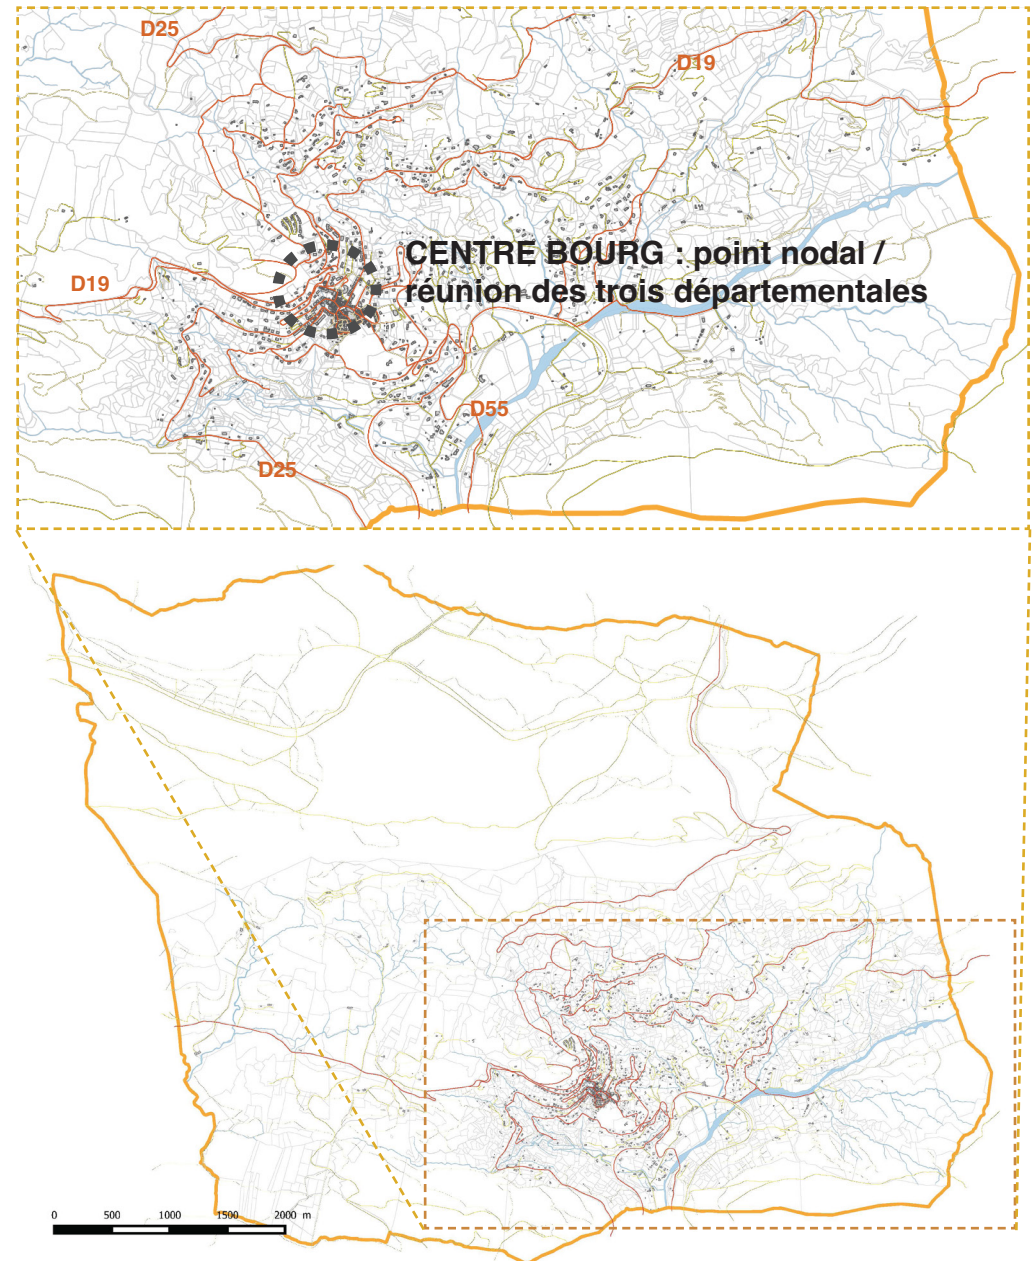 D25
D19
CENTRE BOURG : point nodal /
réunion des trois départementales
D19
D55
D25
0 500 1000 1500 2000 m